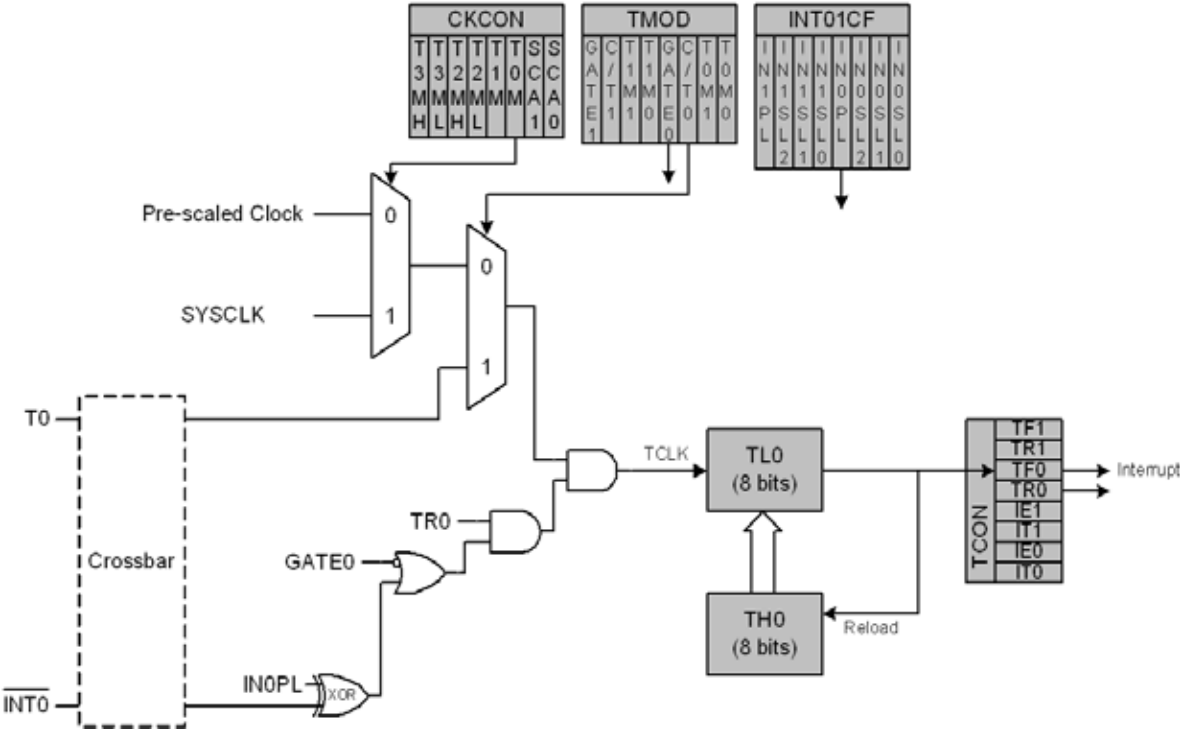 CKCON TMOD INT01CF
T3MH T3ML T2MH T2ML T1M T0M SCA1 SCA0
GATE1 C/T1 T1M1 T1M0 GATE0 C/T0 T0M1 T0M0
IN1PL IN1SL2 IN1SL1 IN1SL0 IN0PL IN0SL2 IN0SL1 IN0SL0
Pre-scaled Clock
0
SYSCLK
1
0
1
T0
Crossbar
TCLK
TL0
(8 bits)
TCON
TF1
TR1
TF0
TR0
IE1
IT1
IE0
IT0
Interrupt
TR0
GATE0
TH0
(8 bits)
Reload
IN0PL
XOR
INT0